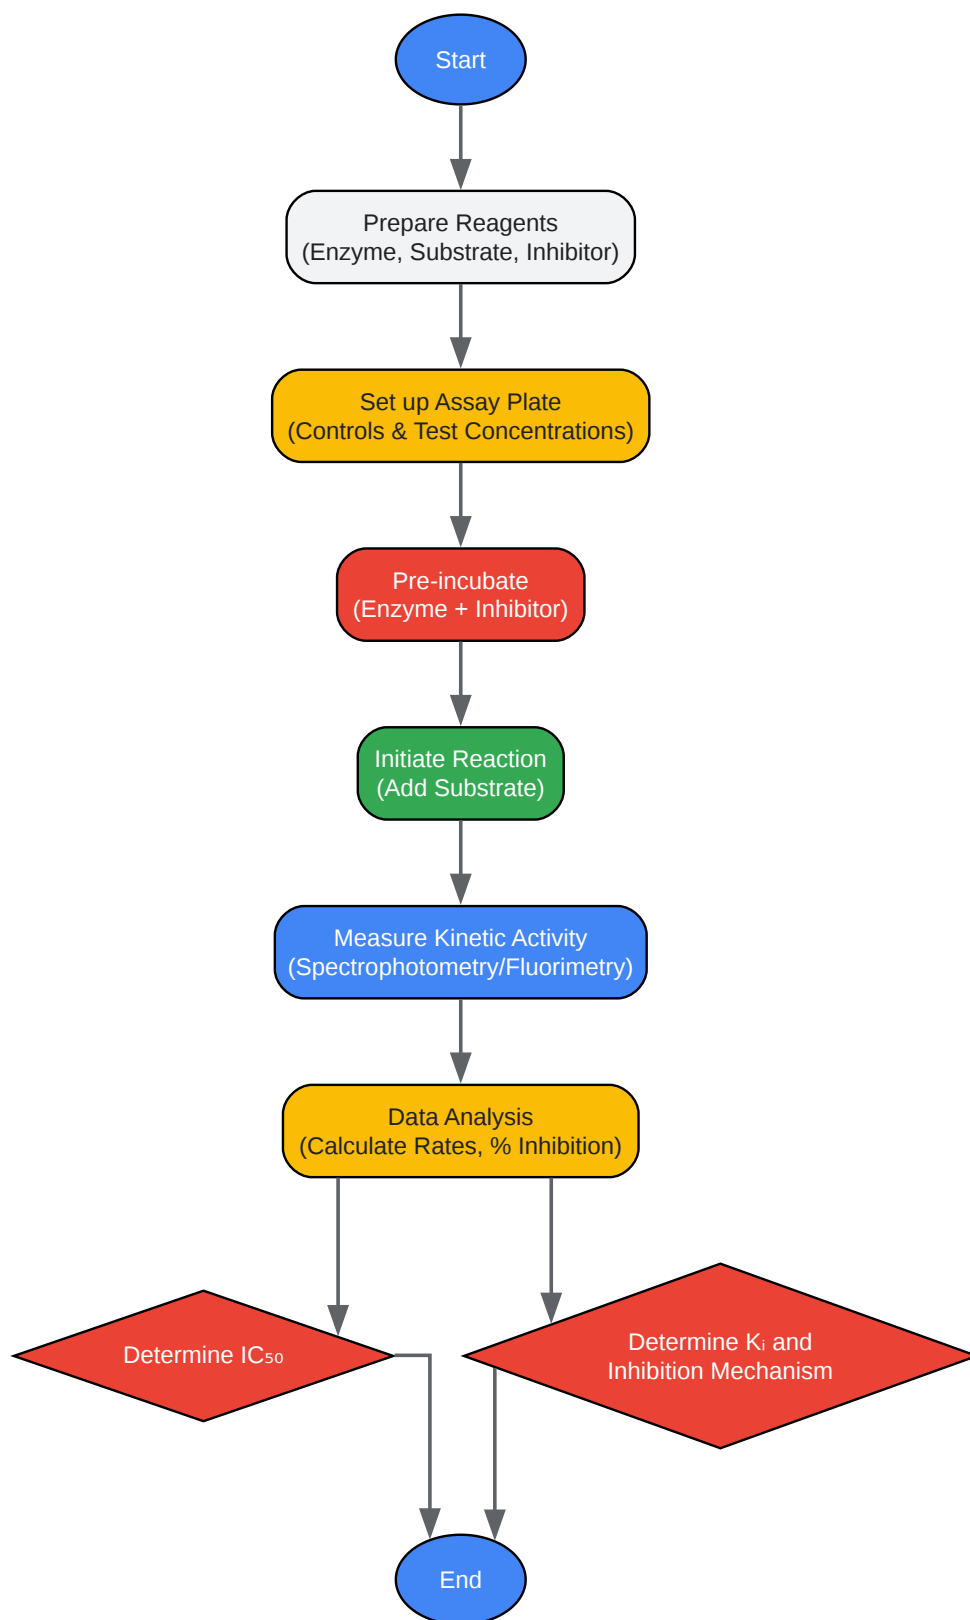 Start
Prepare Reagents
(Enzyme, Substrate, Inhibitor)
Set up Assay Plate
(Controls & Test Concentrations)
Pre-incubate
(Enzyme + Inhibitor)
Initiate Reaction
(Add Substrate)
Measure Kinetic Activity
(Spectrophotometry/Fluorimetry)
Data Analysis
(Calculate Rates, % Inhibition)
Determine IC₅₀
Determine Kᵢ and
Inhibition Mechanism
End